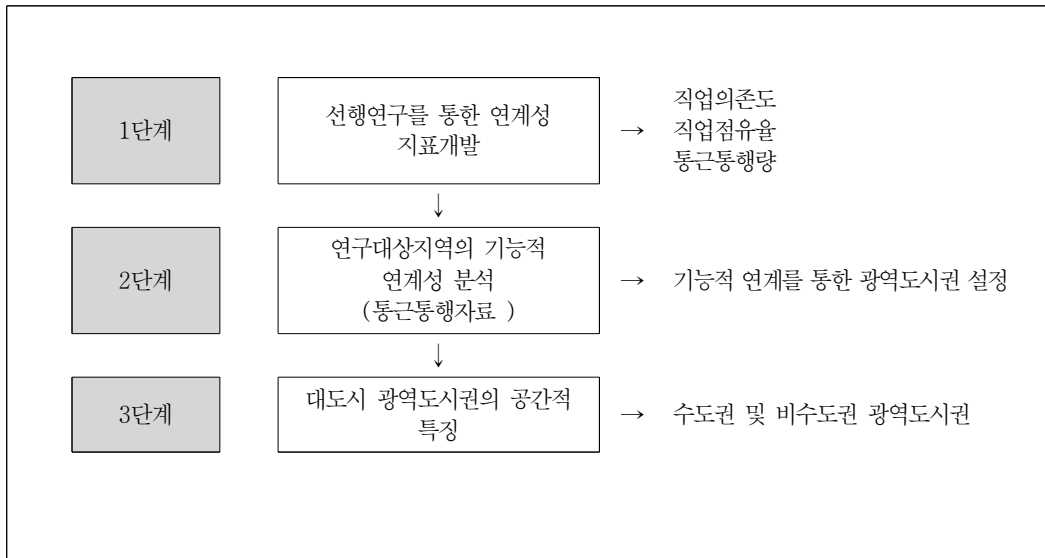 1단계
선행연구를 통한 연계성
지표개발
→
직업의존도
직업점유율
통근통행량
↓
2단계
연구대상지역의 기능적
연계성 분석
(통근통행자료 )
→
기능적 연계를 통한 광역도시권 설정
↓
3단계
대도시 광역도시권의 공간적
특징
→
수도권 및 비수도권 광역도시권